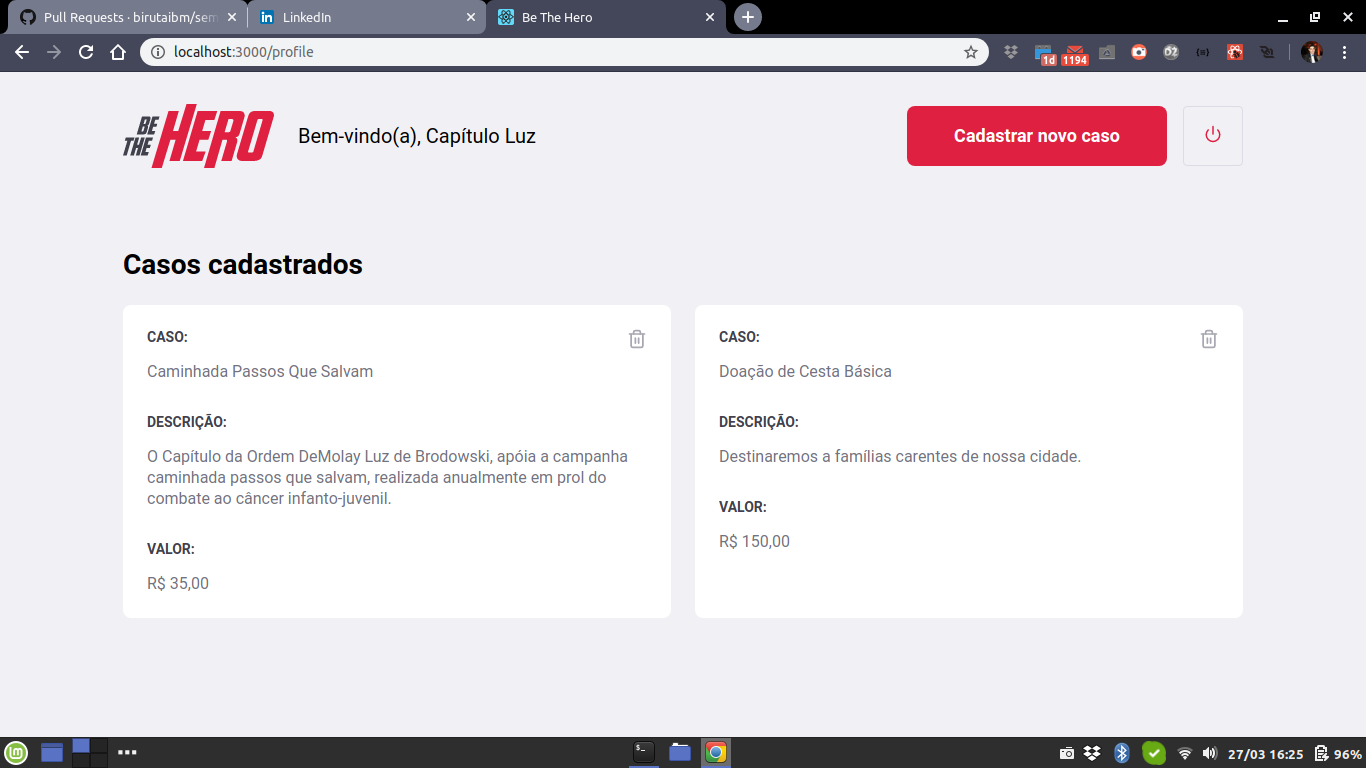 Pull Requests · birutaibm/sem
LinkedIn
Be The Hero
localhost:3000/profile
1d
1194
BE THE HERO
Bem-vindo(a), Capítulo Luz
Cadastrar novo caso
Casos cadastrados
CASO:
Caminhada Passos Que Salvam
DESCRIÇÃO:
O Capítulo da Ordem DeMolay Luz de Brodowski, apóia a campanha
caminhada passos que salvam, realizada anualmente em prol do
combate ao câncer infanto-juvenil.
VALOR:
R$ 35,00
CASO:
Doação de Cesta Básica
DESCRIÇÃO:
Destinaremos a famílias carentes de nossa cidade.
VALOR:
R$ 150,00
27/03 16:25
96%